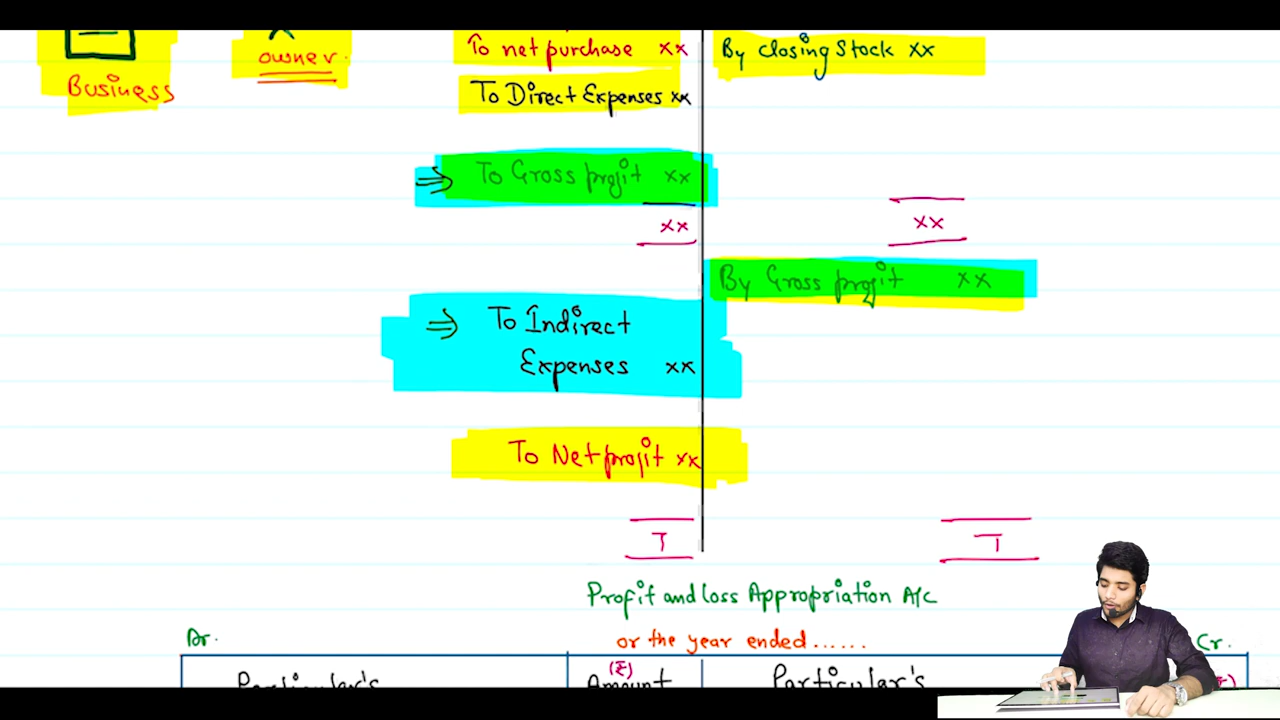 To net purchase xx
By closing stock xx
owner.
Business
To Direct Expenses xx
⇒ To Gross profit xx
xx
xx
By Gross profit xx
⇒ To Indirect
Expenses xx
To Net profit xx
T
T
Profit and loss Appropriation A/c
Dr.
or the year ended......
Cr.
Particular's
(₹)
Amount
Particular's
(₹)